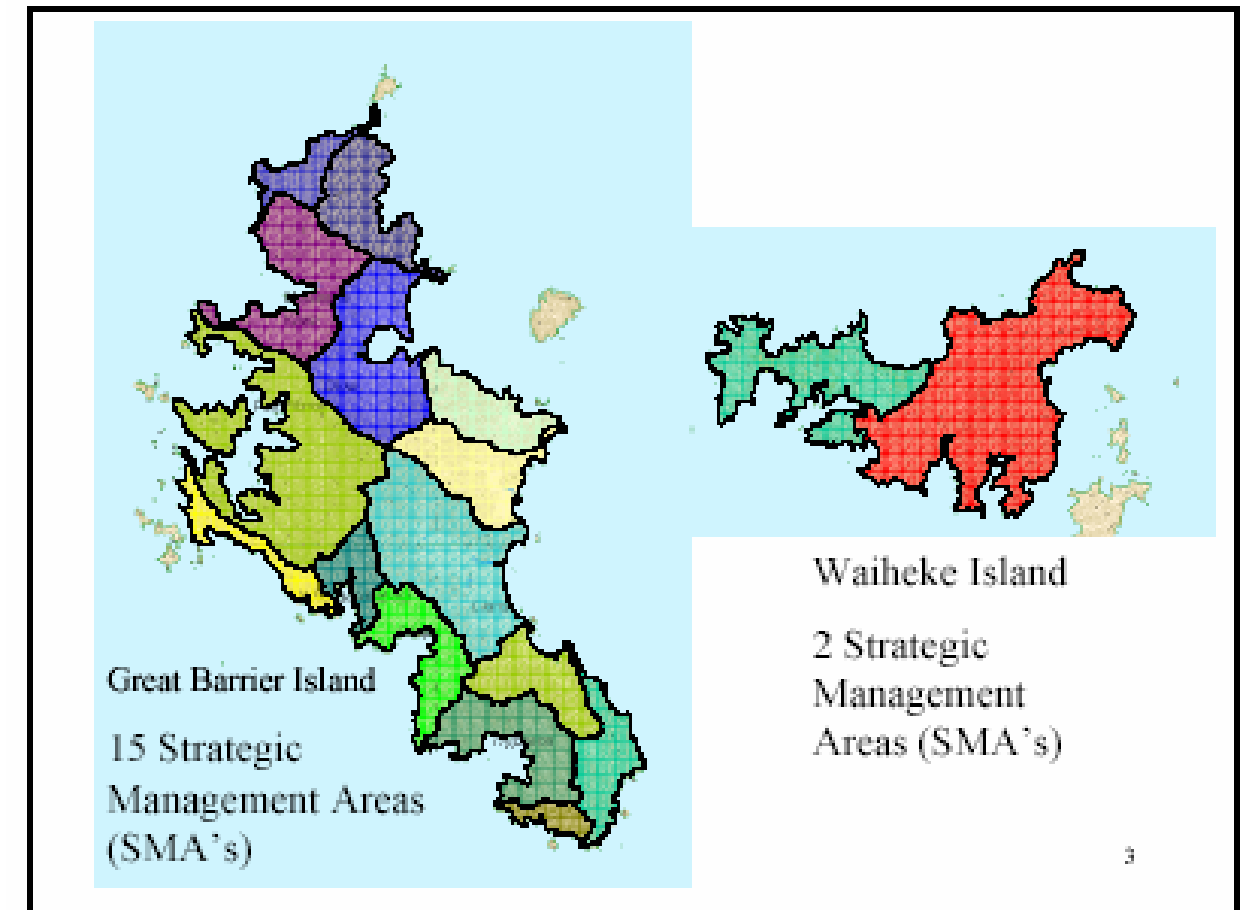 Great Barrier Island
15 Strategic
Management Areas
(SMA's)
Waiheke Island
2 Strategic
Management
Areas (SMA's)
3